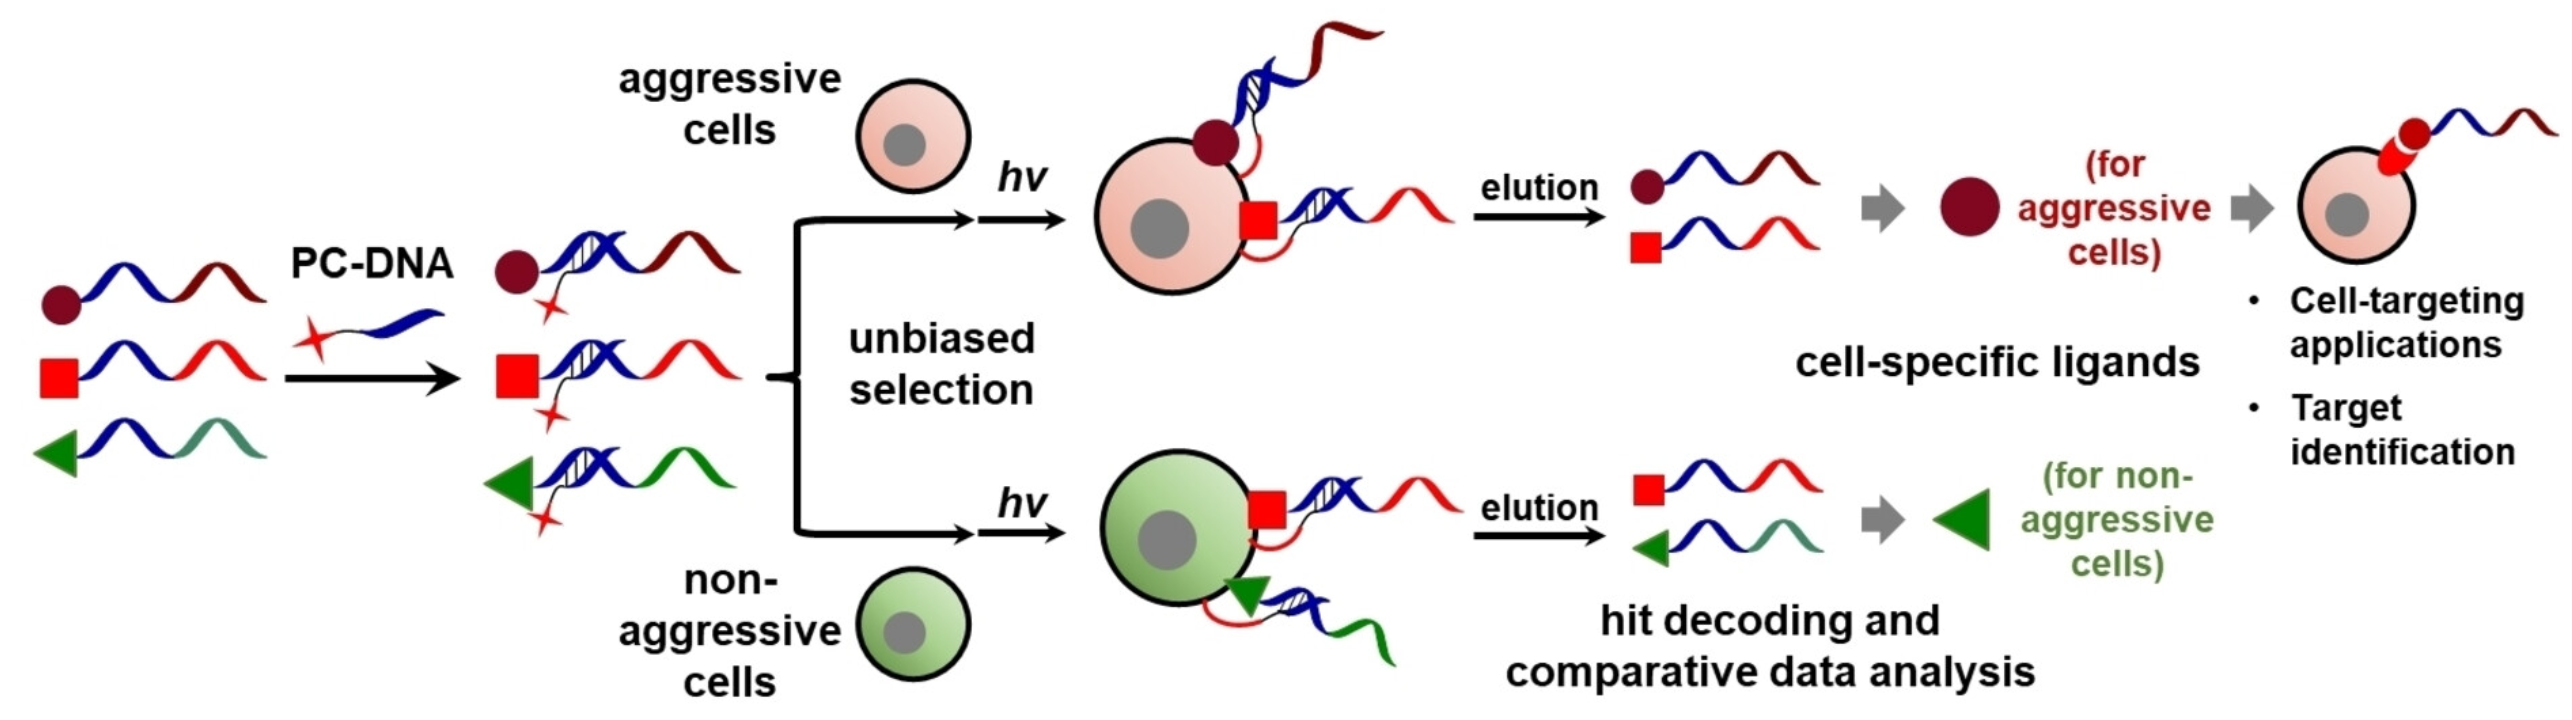 PC-DNA
aggressive
cells
hv
unbiased
selection
non-
aggressive
cells
hv
elution
(for
aggressive
cells)
cell-specific ligands
• Cell-targeting
applications
• Target
identification
elution
(for non-
aggressive
cells)
hit decoding and
comparative data analysis